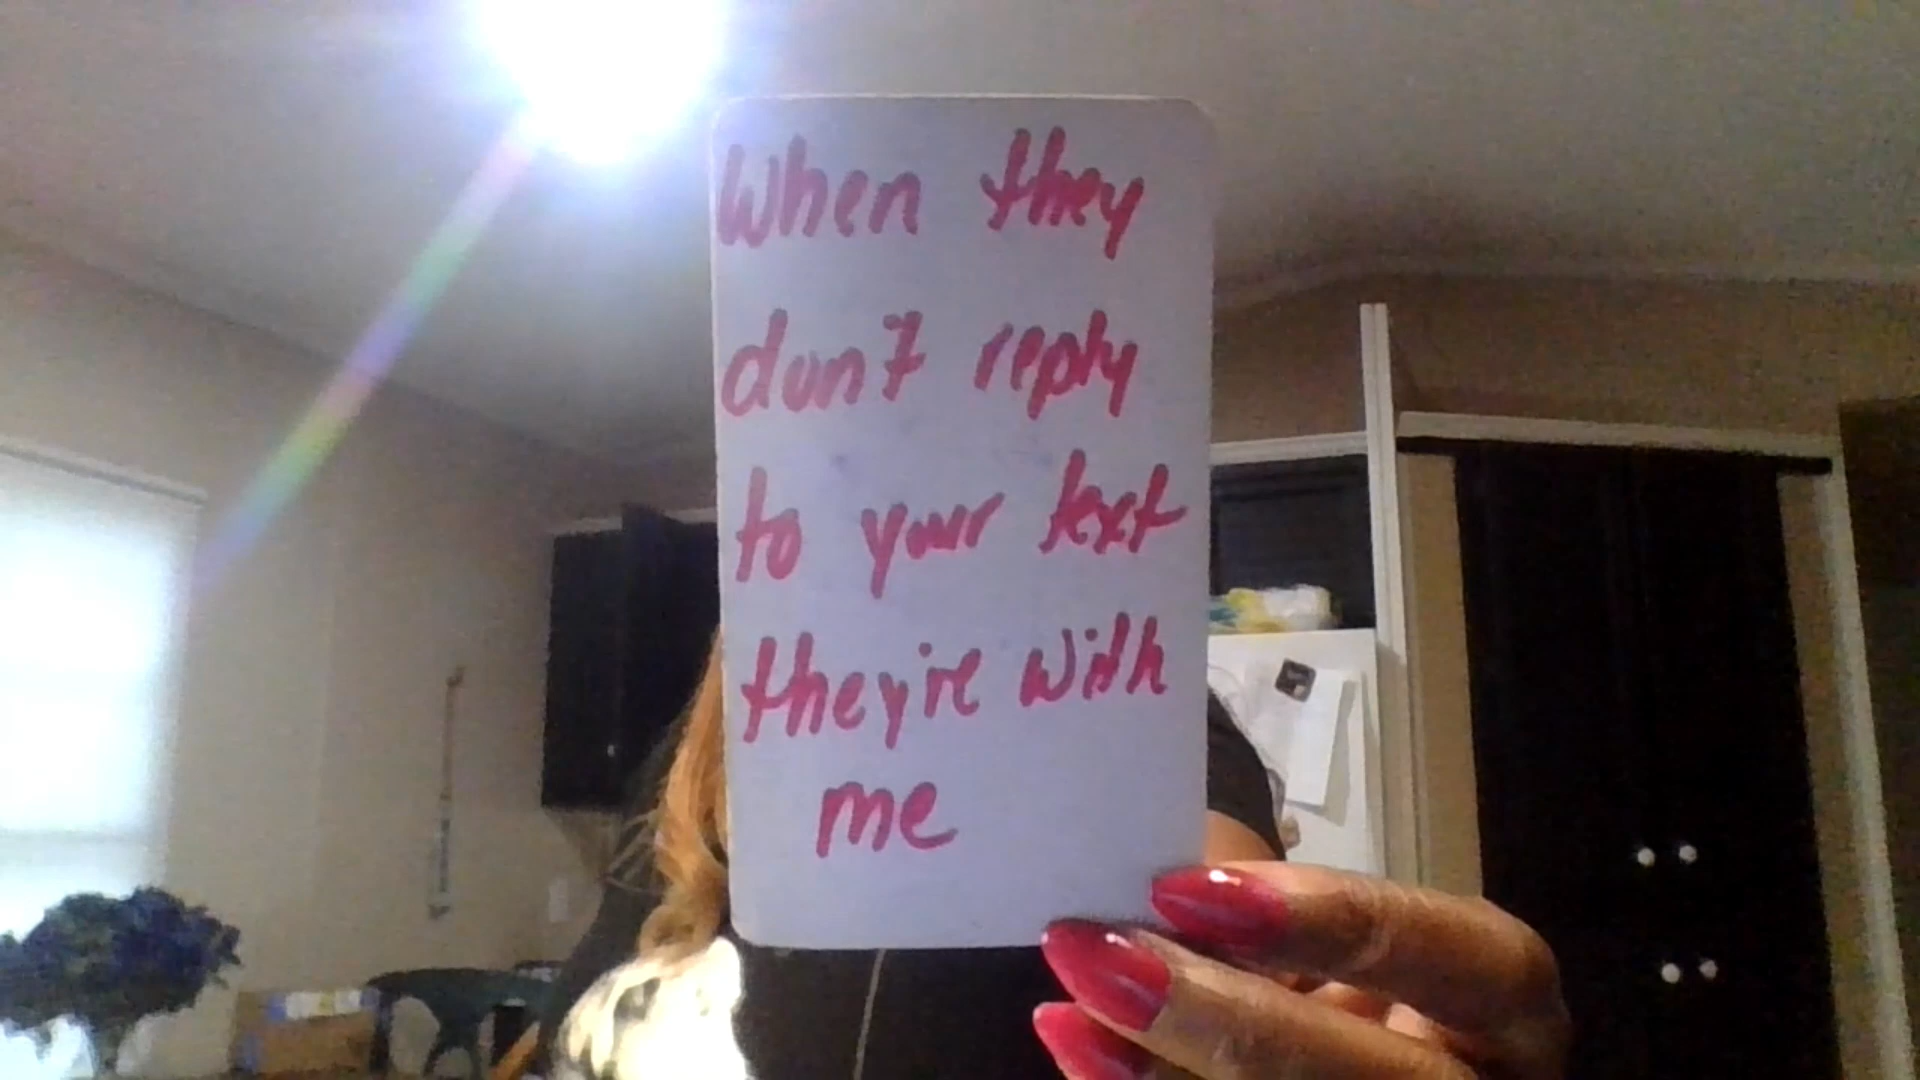 When they
don't reply
to your text
they're with
me